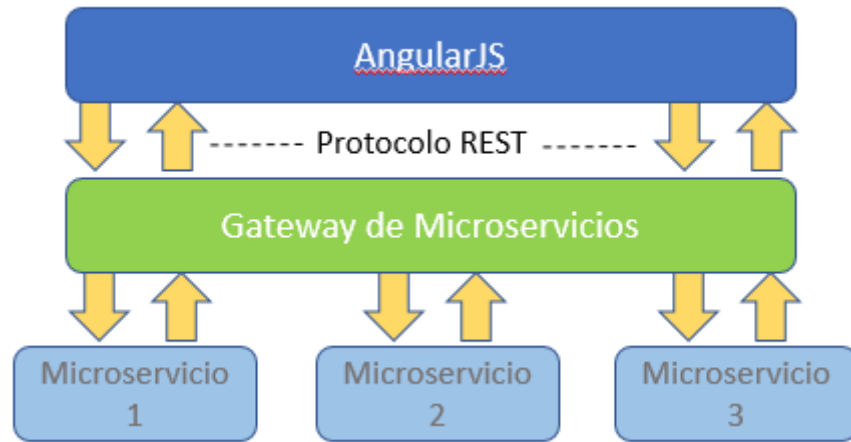 AngularJS
------- Protocolo REST -------
Gateway de Microservicios
Microservicio
1
Microservicio
2
Microservicio
3